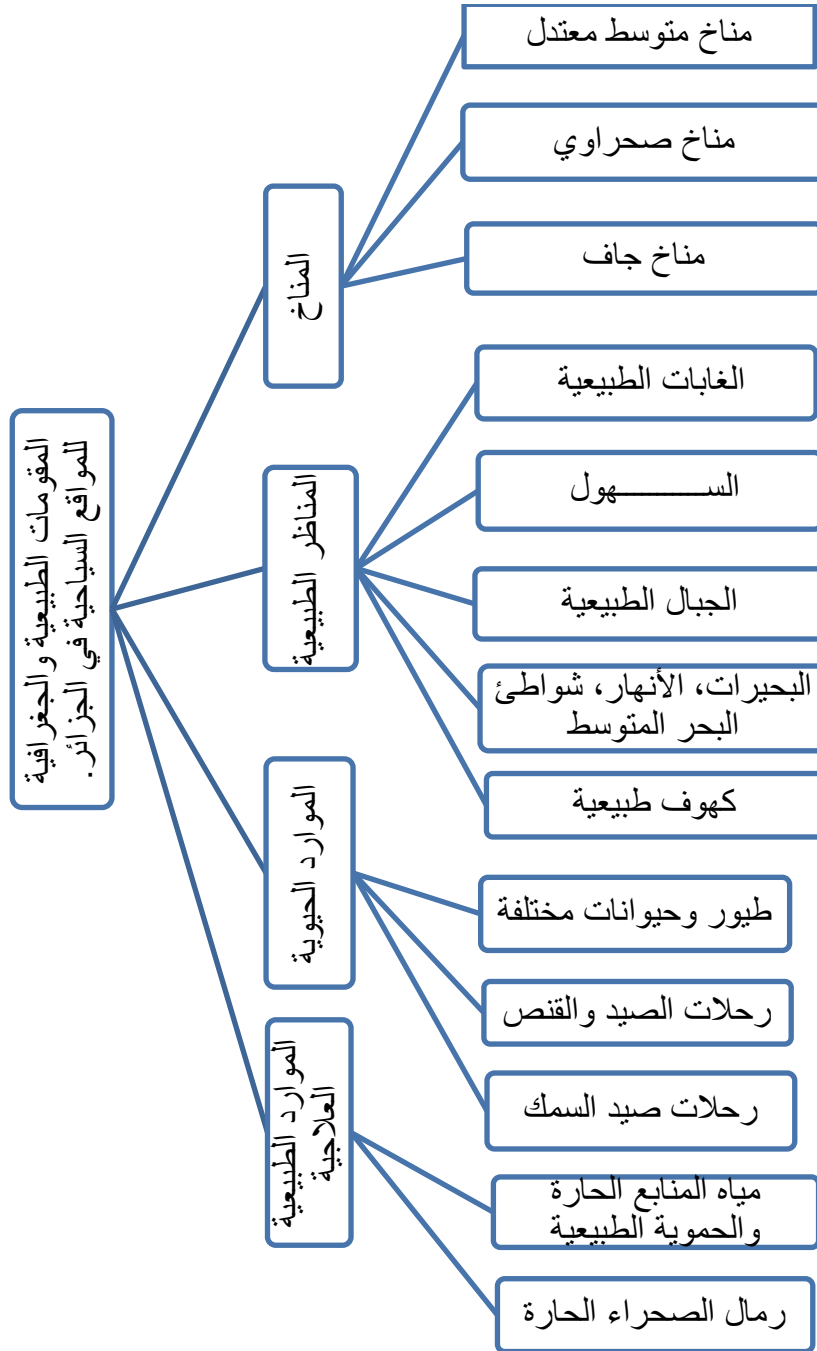 المقومات الطبيعية والجغرافية
للمواقع السياحية في الجزائر.
المناخ
مناخ متوسط معتدل
مناخ صحراوي
مناخ جاف
المناظر الطبيعية
الغابات الطبيعية
الســـــــــــهول
الجبال الطبيعية
البحيرات، الأنهار، شواطئ
البحر المتوسط
كهوف طبيعية
الموارد الحيوية
طيور وحيوانات مختلفة
رحلات الصيد والقنص
رحلات صيد السمك
الموارد الطبيعية
العلاجية
مياه المنابع الحارة
والحموية الطبيعية
رمال الصحراء الحارة